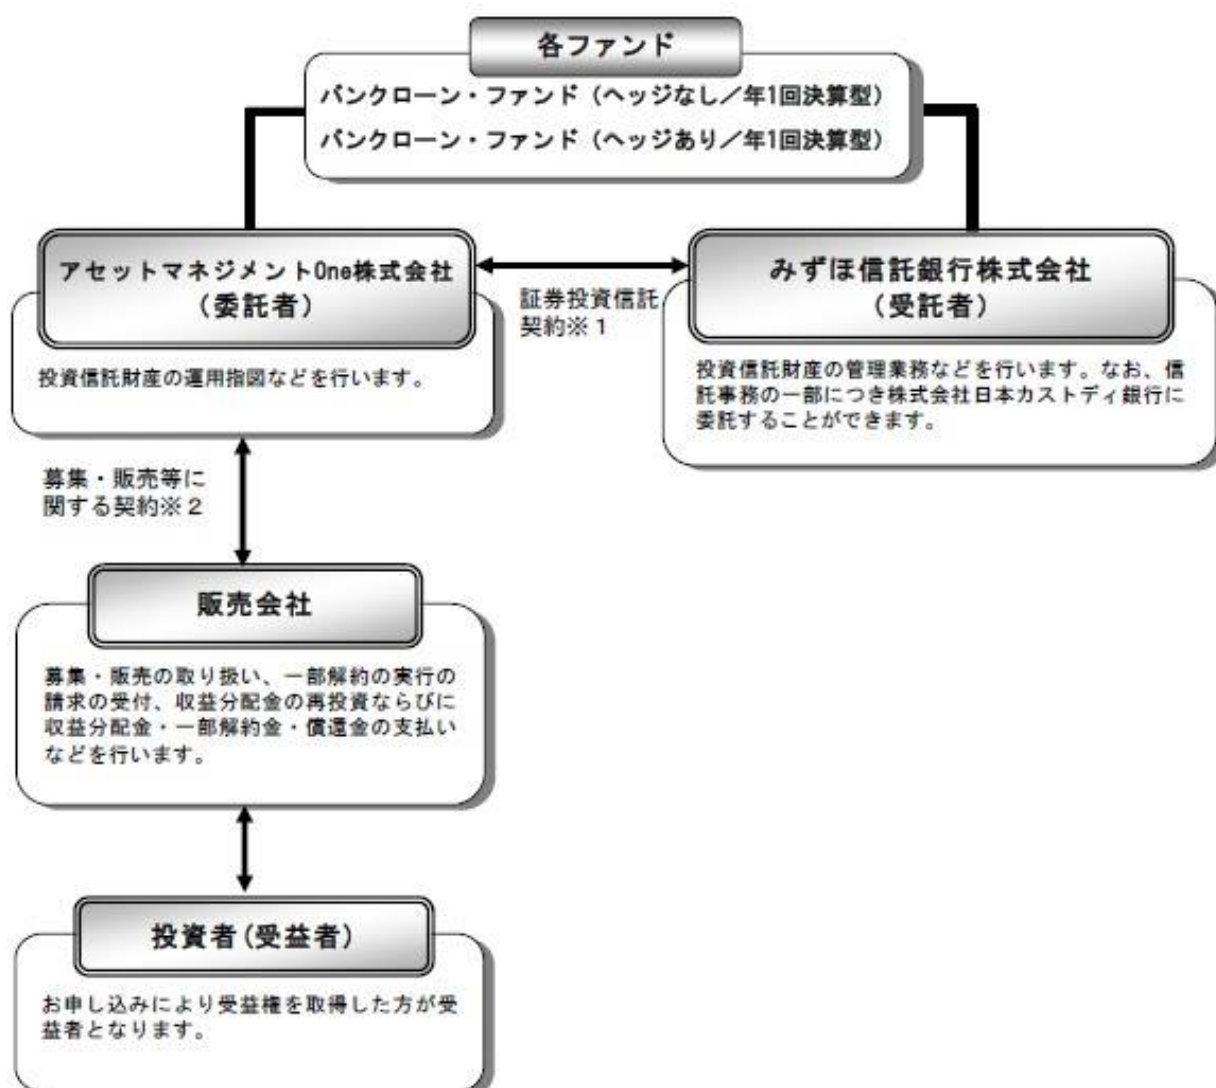 各ファンド
バンクローン・ファンド（ヘッジなし／年1回決算型）
バンクローン・ファンド（ヘッジあり／年1回決算型）
アセットマネジメントOne株式会社
（委託者）
投資信託財産の運用指図などを行います。
証券投資信託
契約※１
みずほ信託銀行株式会社
（受託者）
投資信託財産の管理業務などを行います。なお、信
託事務の一部につき株式会社日本カストディ銀行に
委託することができます。
募集・販売等に
関する契約※２
販売会社
募集・販売の取り扱い、一部解約の実行の
請求の受付、収益分配金の再投資ならびに
収益分配金・一部解約金・償還金の支払い
などを行います。
投資者(受益者)
お申し込みにより受益権を取得した方が受
益者となります。